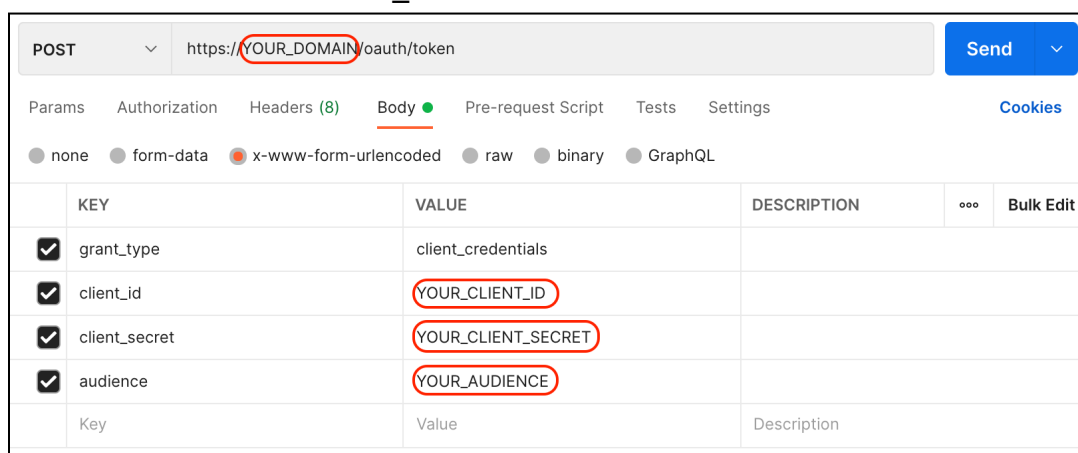 POST https://YOUR_DOMAIN/oauth/token Send
Params Authorization Headers (8) Body Pre-request Script Tests Settings Cookies
none form-data x-www-form-urlencoded raw binary GraphQL
KEY VALUE DESCRIPTION ooo Bulk Edit
grant_type client_credentials
client_id YOUR_CLIENT_ID
client_secret YOUR_CLIENT_SECRET
audience YOUR_AUDIENCE
Key Value Description